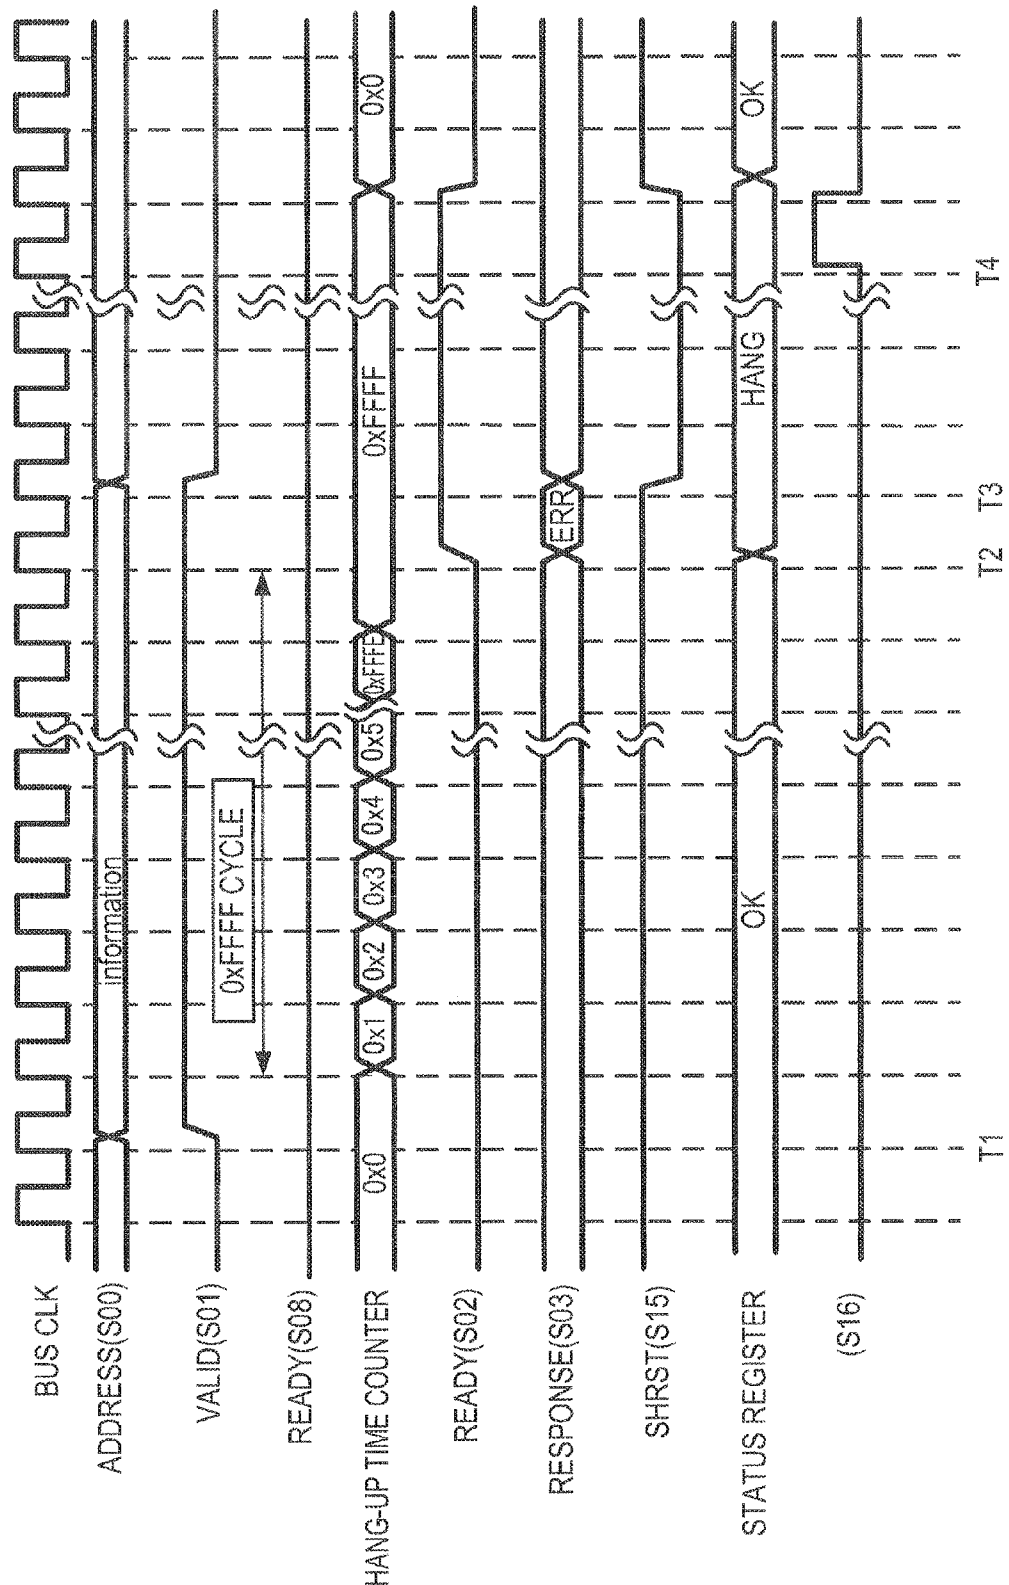 BUS CLK
ADDRESS(S00)
information
VALID(S01)
0xFFFF CYCLE
READY(S08)
HANG-UP TIME COUNTER
0x0
0x1
0x2
0x3
0x4
0x5
0xFFFE
0xFFFF
0x0
READY(S02)
RESPONSE(S03)
ERR
SHRST(S15)
STATUS REGISTER
OK
HANG
OK
(S16)
T1
T2
T3
T4